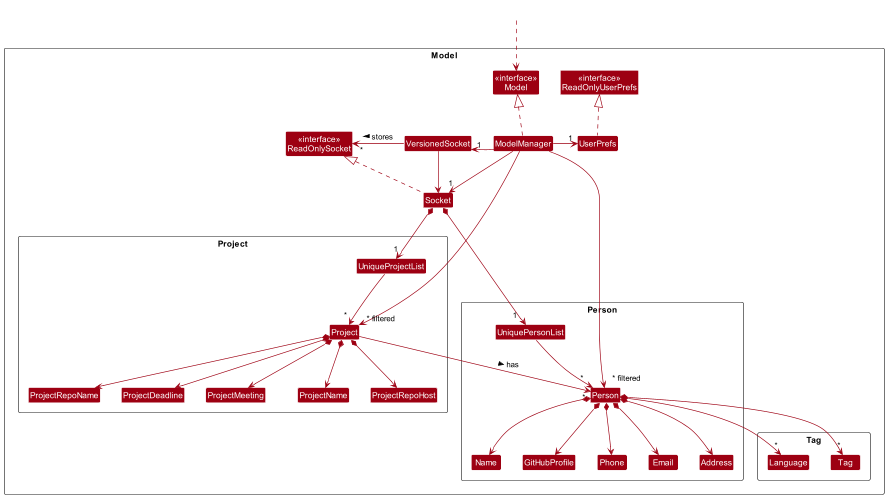 Model
«interface»
Model
«interface»
ReadOnlyUserPrefs
«interface»
ReadOnlySocket
*
stores
VersionedSocket
1
ModelManager
1
UserPrefs
1
Socket
Project
1
UniqueProjectList
*
* filtered
Project
has
ProjectRepoName
ProjectDeadline
ProjectMeeting
ProjectName
ProjectRepoHost
Person
1
UniquePersonList
*
* filtered
*
Person
Name
GitHubProfile
Phone
Email
Address
Tag
*
Language
*
Tag